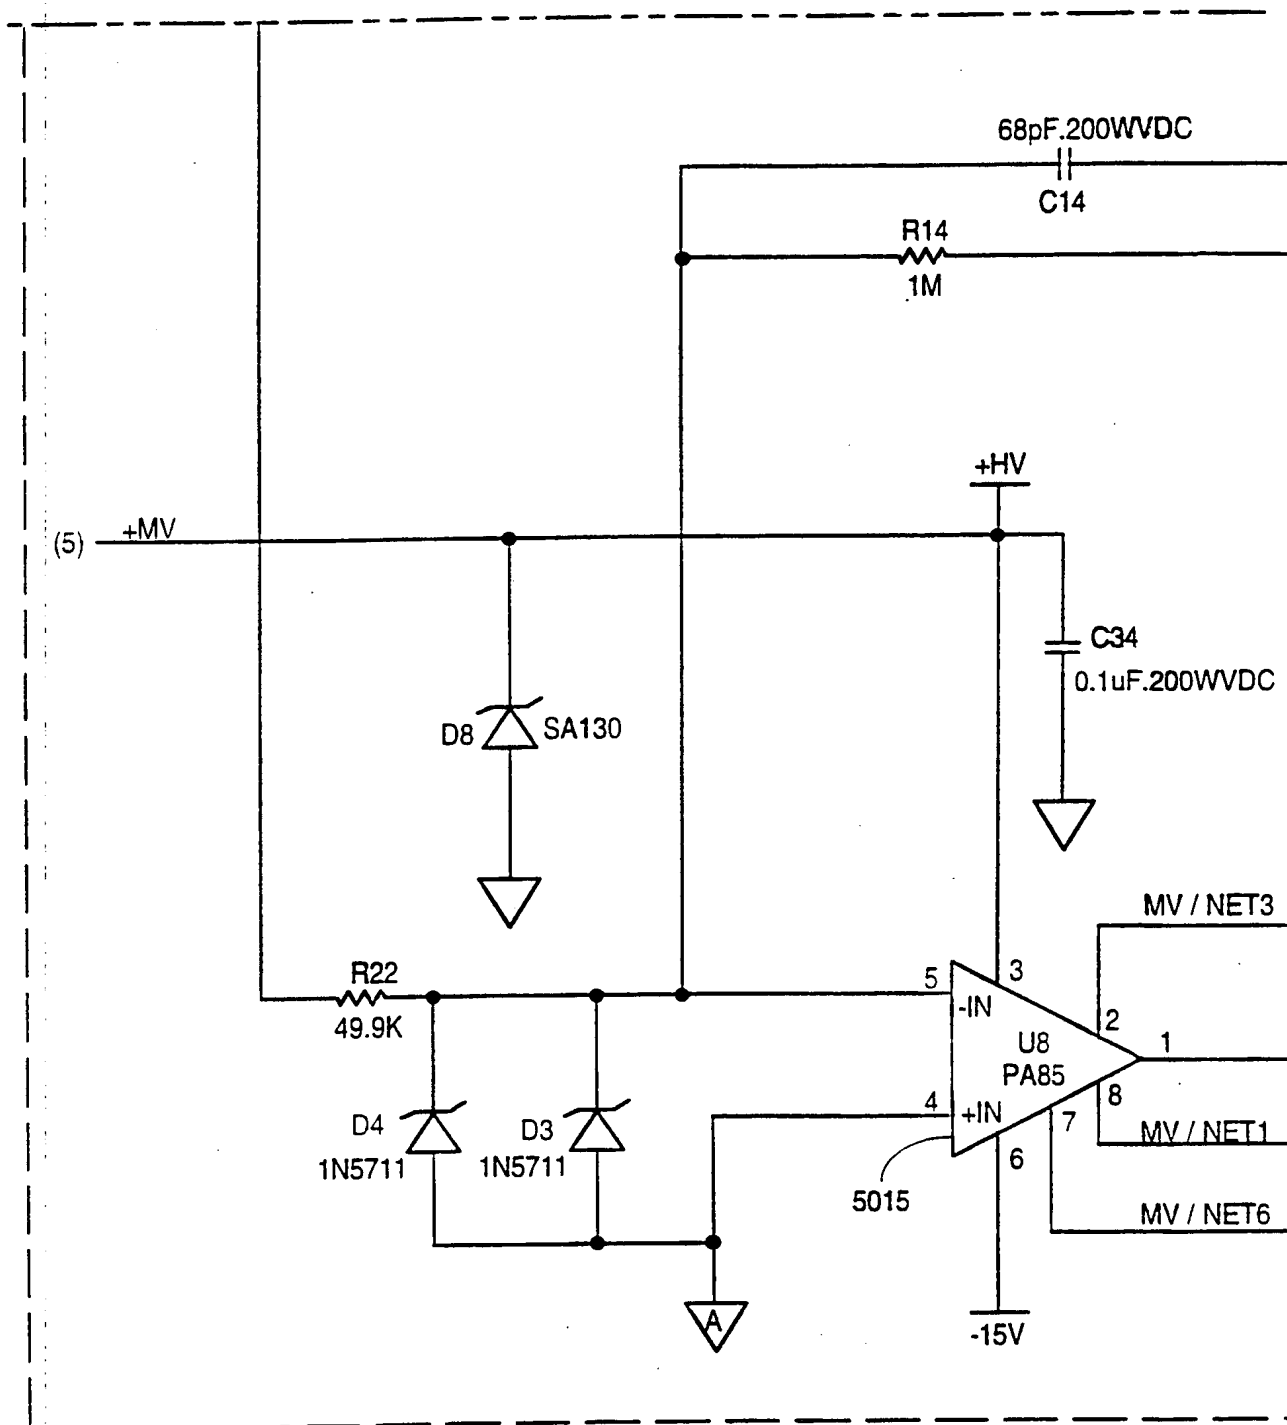 68pF.200WVDC
C14
R14
1M
+HV
(5)
+MV
C34
0.1uF.200WVDC
D8
SA130
MV / NET3
R22
49.9K
5
-IN
3
2
U8
PA85
1
4
+IN
8
7
6
MV / NET1
D4
1N5711
D3
1N5711
5015
MV / NET6
A
-15V